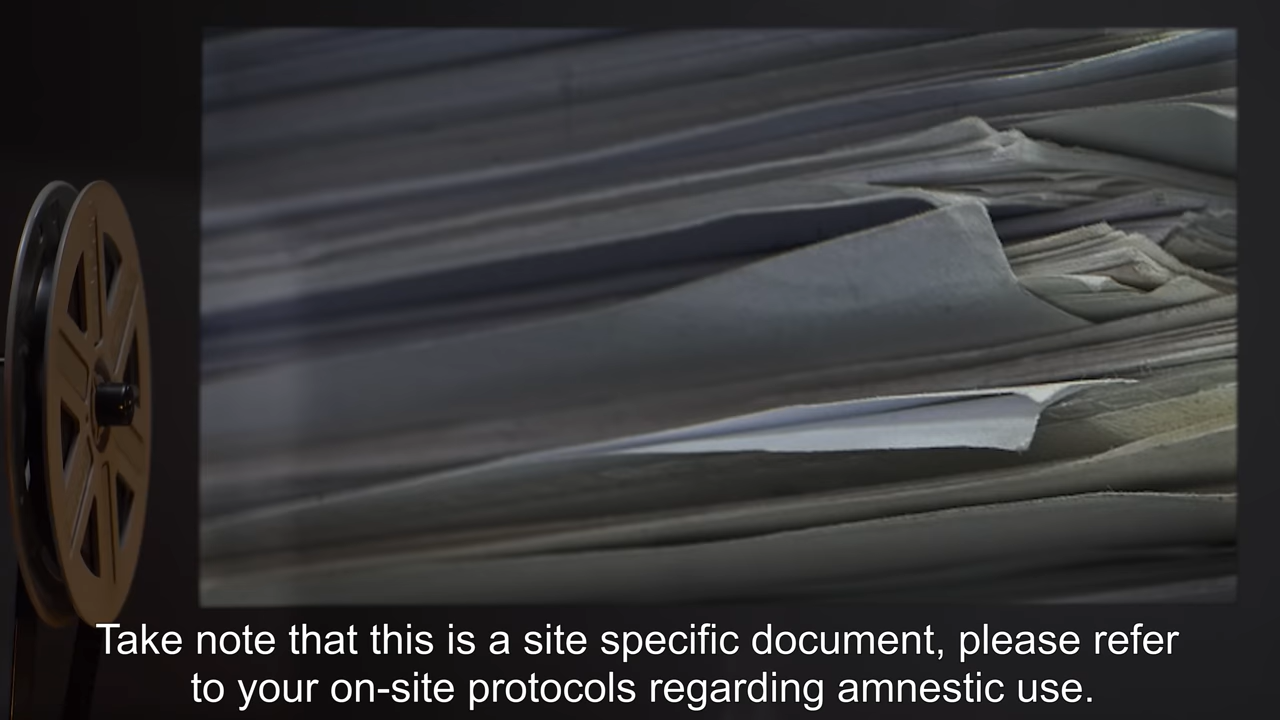 Take note that this is a site specific document, please refer
to your on-site protocols regarding amnestic use.